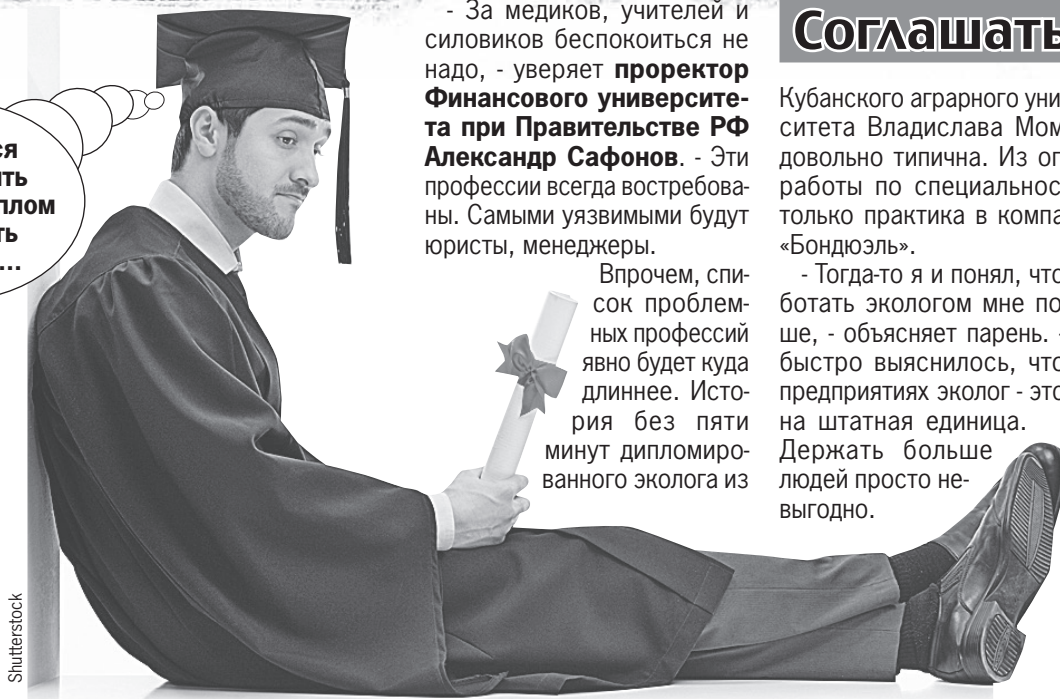 ся
ить
плом
ть
...
- За медиков, учителей и
силовиков беспокоиться не
надо, - уверяет проректор
Финансового университе-
та при Правительстве РФ
Александр Сафонов. - Эти
профессии всегда востребова-
ны. Самыми уязвимыми будут
юристы, менеджеры.
Впрочем, спи-
сок проблем-
ных профессий
явно будет куда
длиннее. Исто-
рия без пяти
минут дипломиро-
ванного эколога из
Соглашать
Кубанского аграрного уни
ситета Владислава Мом
довольно типична. Из оп
работы по специальнос
только практика в компа
«Бондюэль».
- Тогда-то я и понял, что
ботать экологом мне по
ше, - объясняет парень. -
быстро выяснилось, что
предприятиях эколог - это
на штатная единица.
Держать больше
людей просто не-
выгодно.
Shutterstock